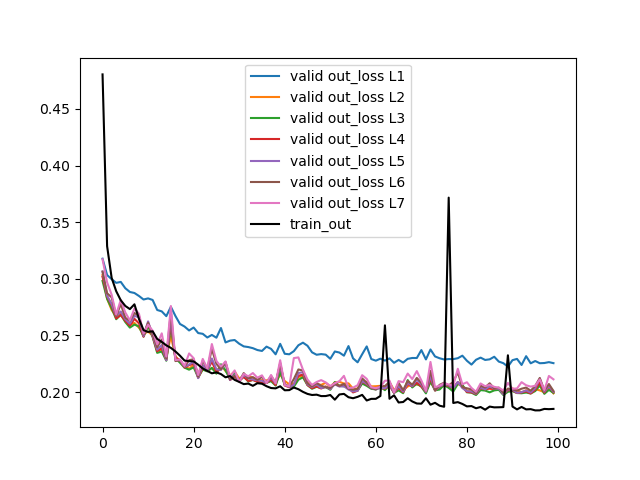 valid out_loss L1
valid out_loss L2
valid out_loss L3
valid out_loss L4
valid out_loss L5
valid out_loss L6
valid out_loss L7
train_out
0.45
0.40
0.35
0.30
0.25
0.20
0 20 40 60 80 100